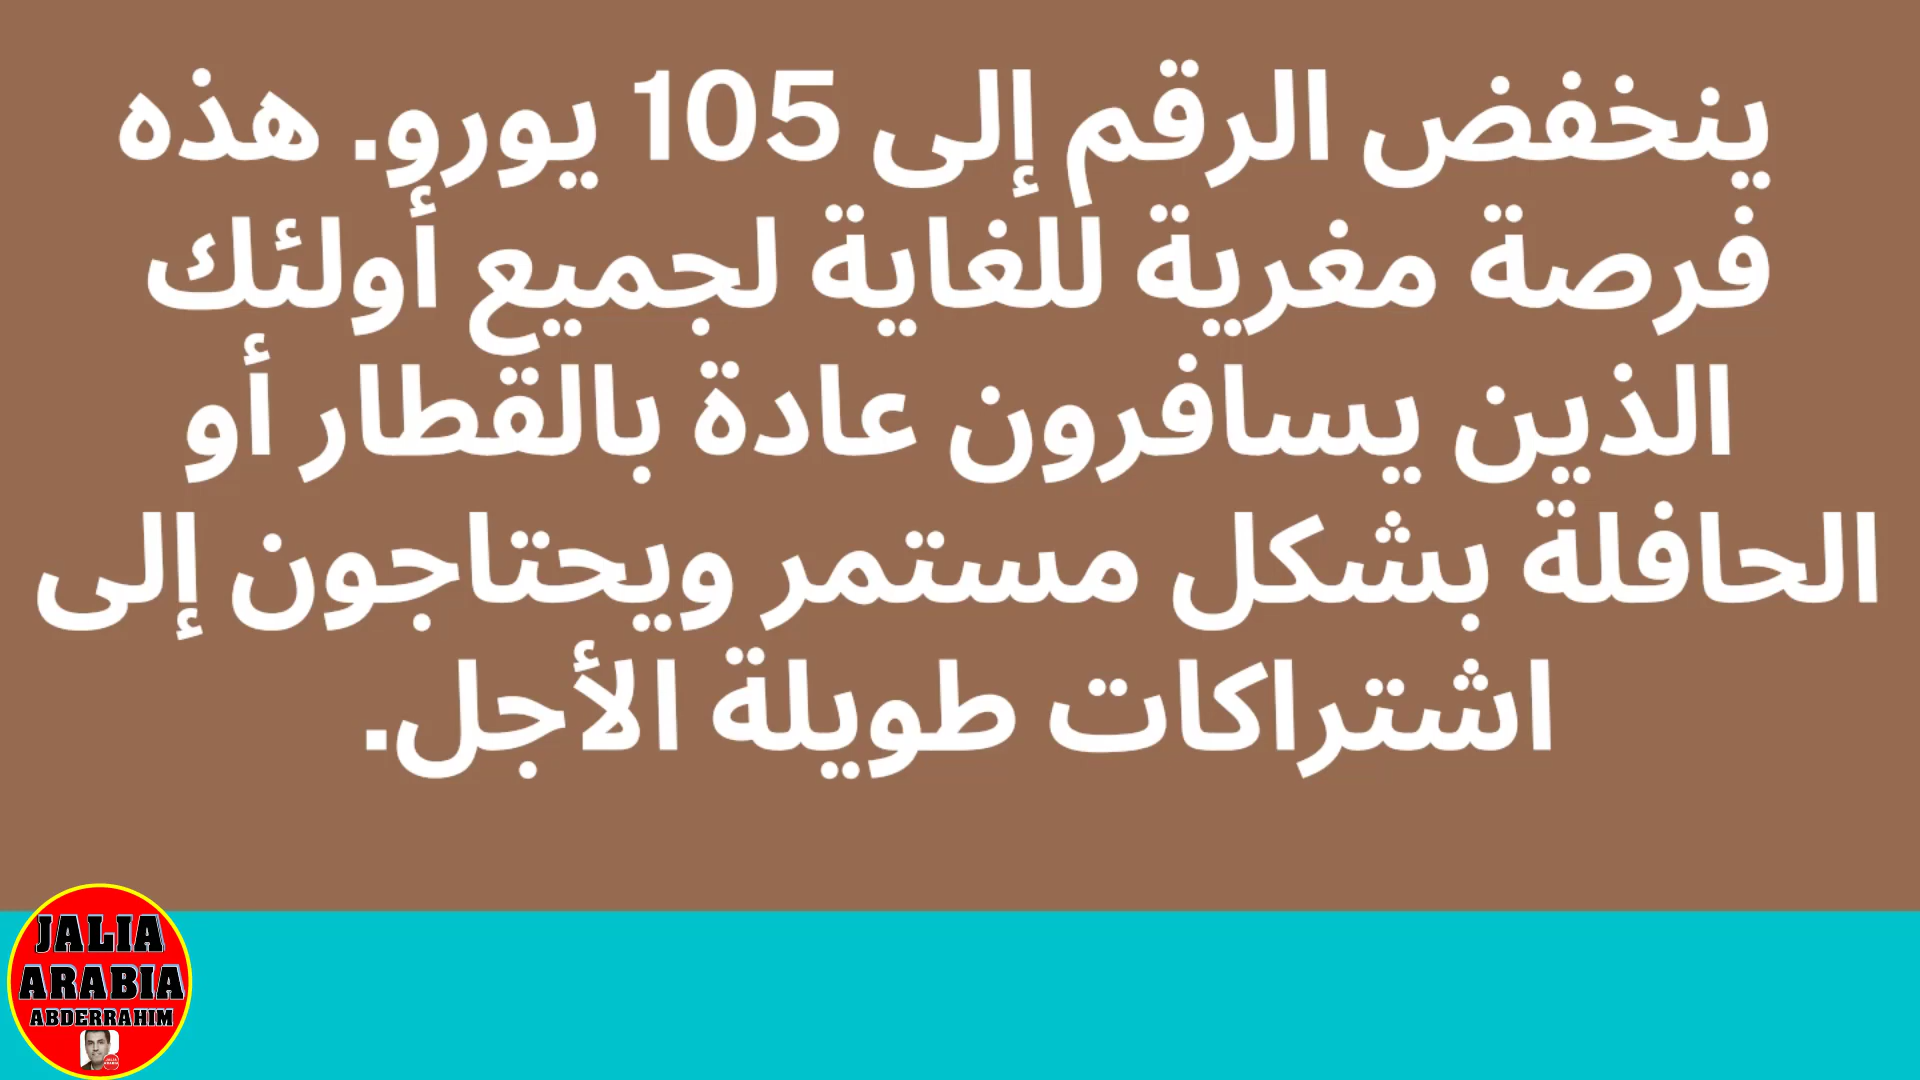 ينخفض الرقم إلى 105 يورو. هذه
فرصة مغرية للغاية لجميع أولئك
الذين يسافرون عادة بالقطار أو
الحافلة بشكل مستمر ويحتاجون إلى
اشتراكات طويلة الأجل.
JALIA
ARABIA
ABDERRAHIM